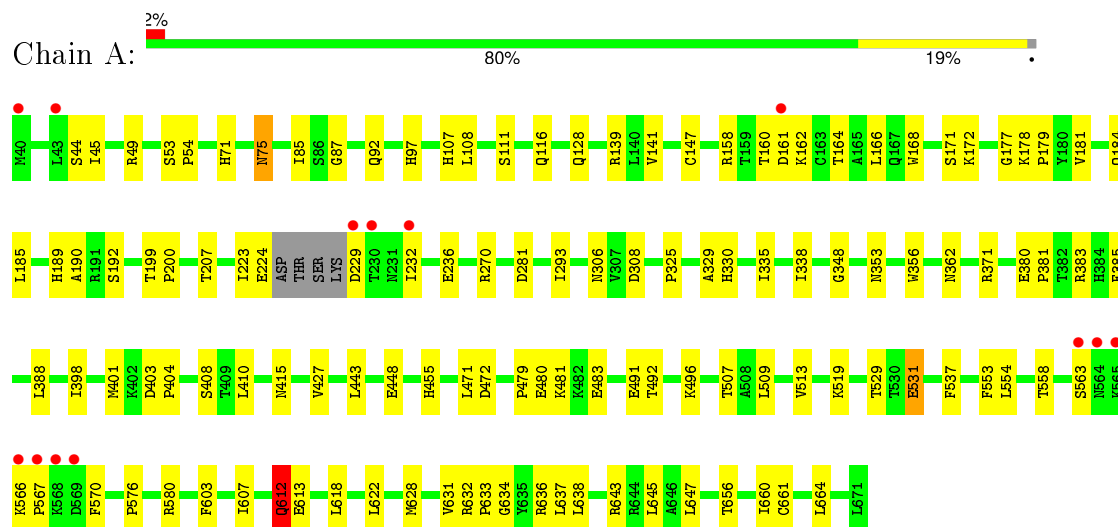 2%
Chain A:
80% 19% •
M40 L43 S44 I45 R49 S53 P54 H71 N75 I85 S86 G87 Q92 H97 H107 L108 S111 Q116 Q128 R139 L140 V141 C147 R158 T159 T160 D161 K162 C163 T164 A165 L166 Q167 W168 S171 K172 G177 K178 P179 Y180 V181
L185 H189 A190 R191 S192 T199 P200 T207 I223 E224 ASP THR SER LYS D229 T230 N231 I232 E236 R270 D281 I293 N306 V307 D308 P325 A329 H330 I335 I338 G348 N353 W356 N362 R371 E380 P381 T382 R383 H384
L388 I398 M401 K402 D403 P404 S408 T409 L410 N415 V427 L443 E448 H455 L471 D472 P479 E480 K481 K482 E483 E491 T492 K496 T507 A508 L509 V513 K519 T529 T530 E531 F537 F553 L554 T558 S563 N564 K565
K566 P567 K568 D569 F570 P576 R580 F603 I607 Q612 E613 L618 L622 M628 V631 R632 P633 G634 Y635 R636 L637 L638 R643 R644 L645 A646 L647 T656 I660 C661 L664 L671